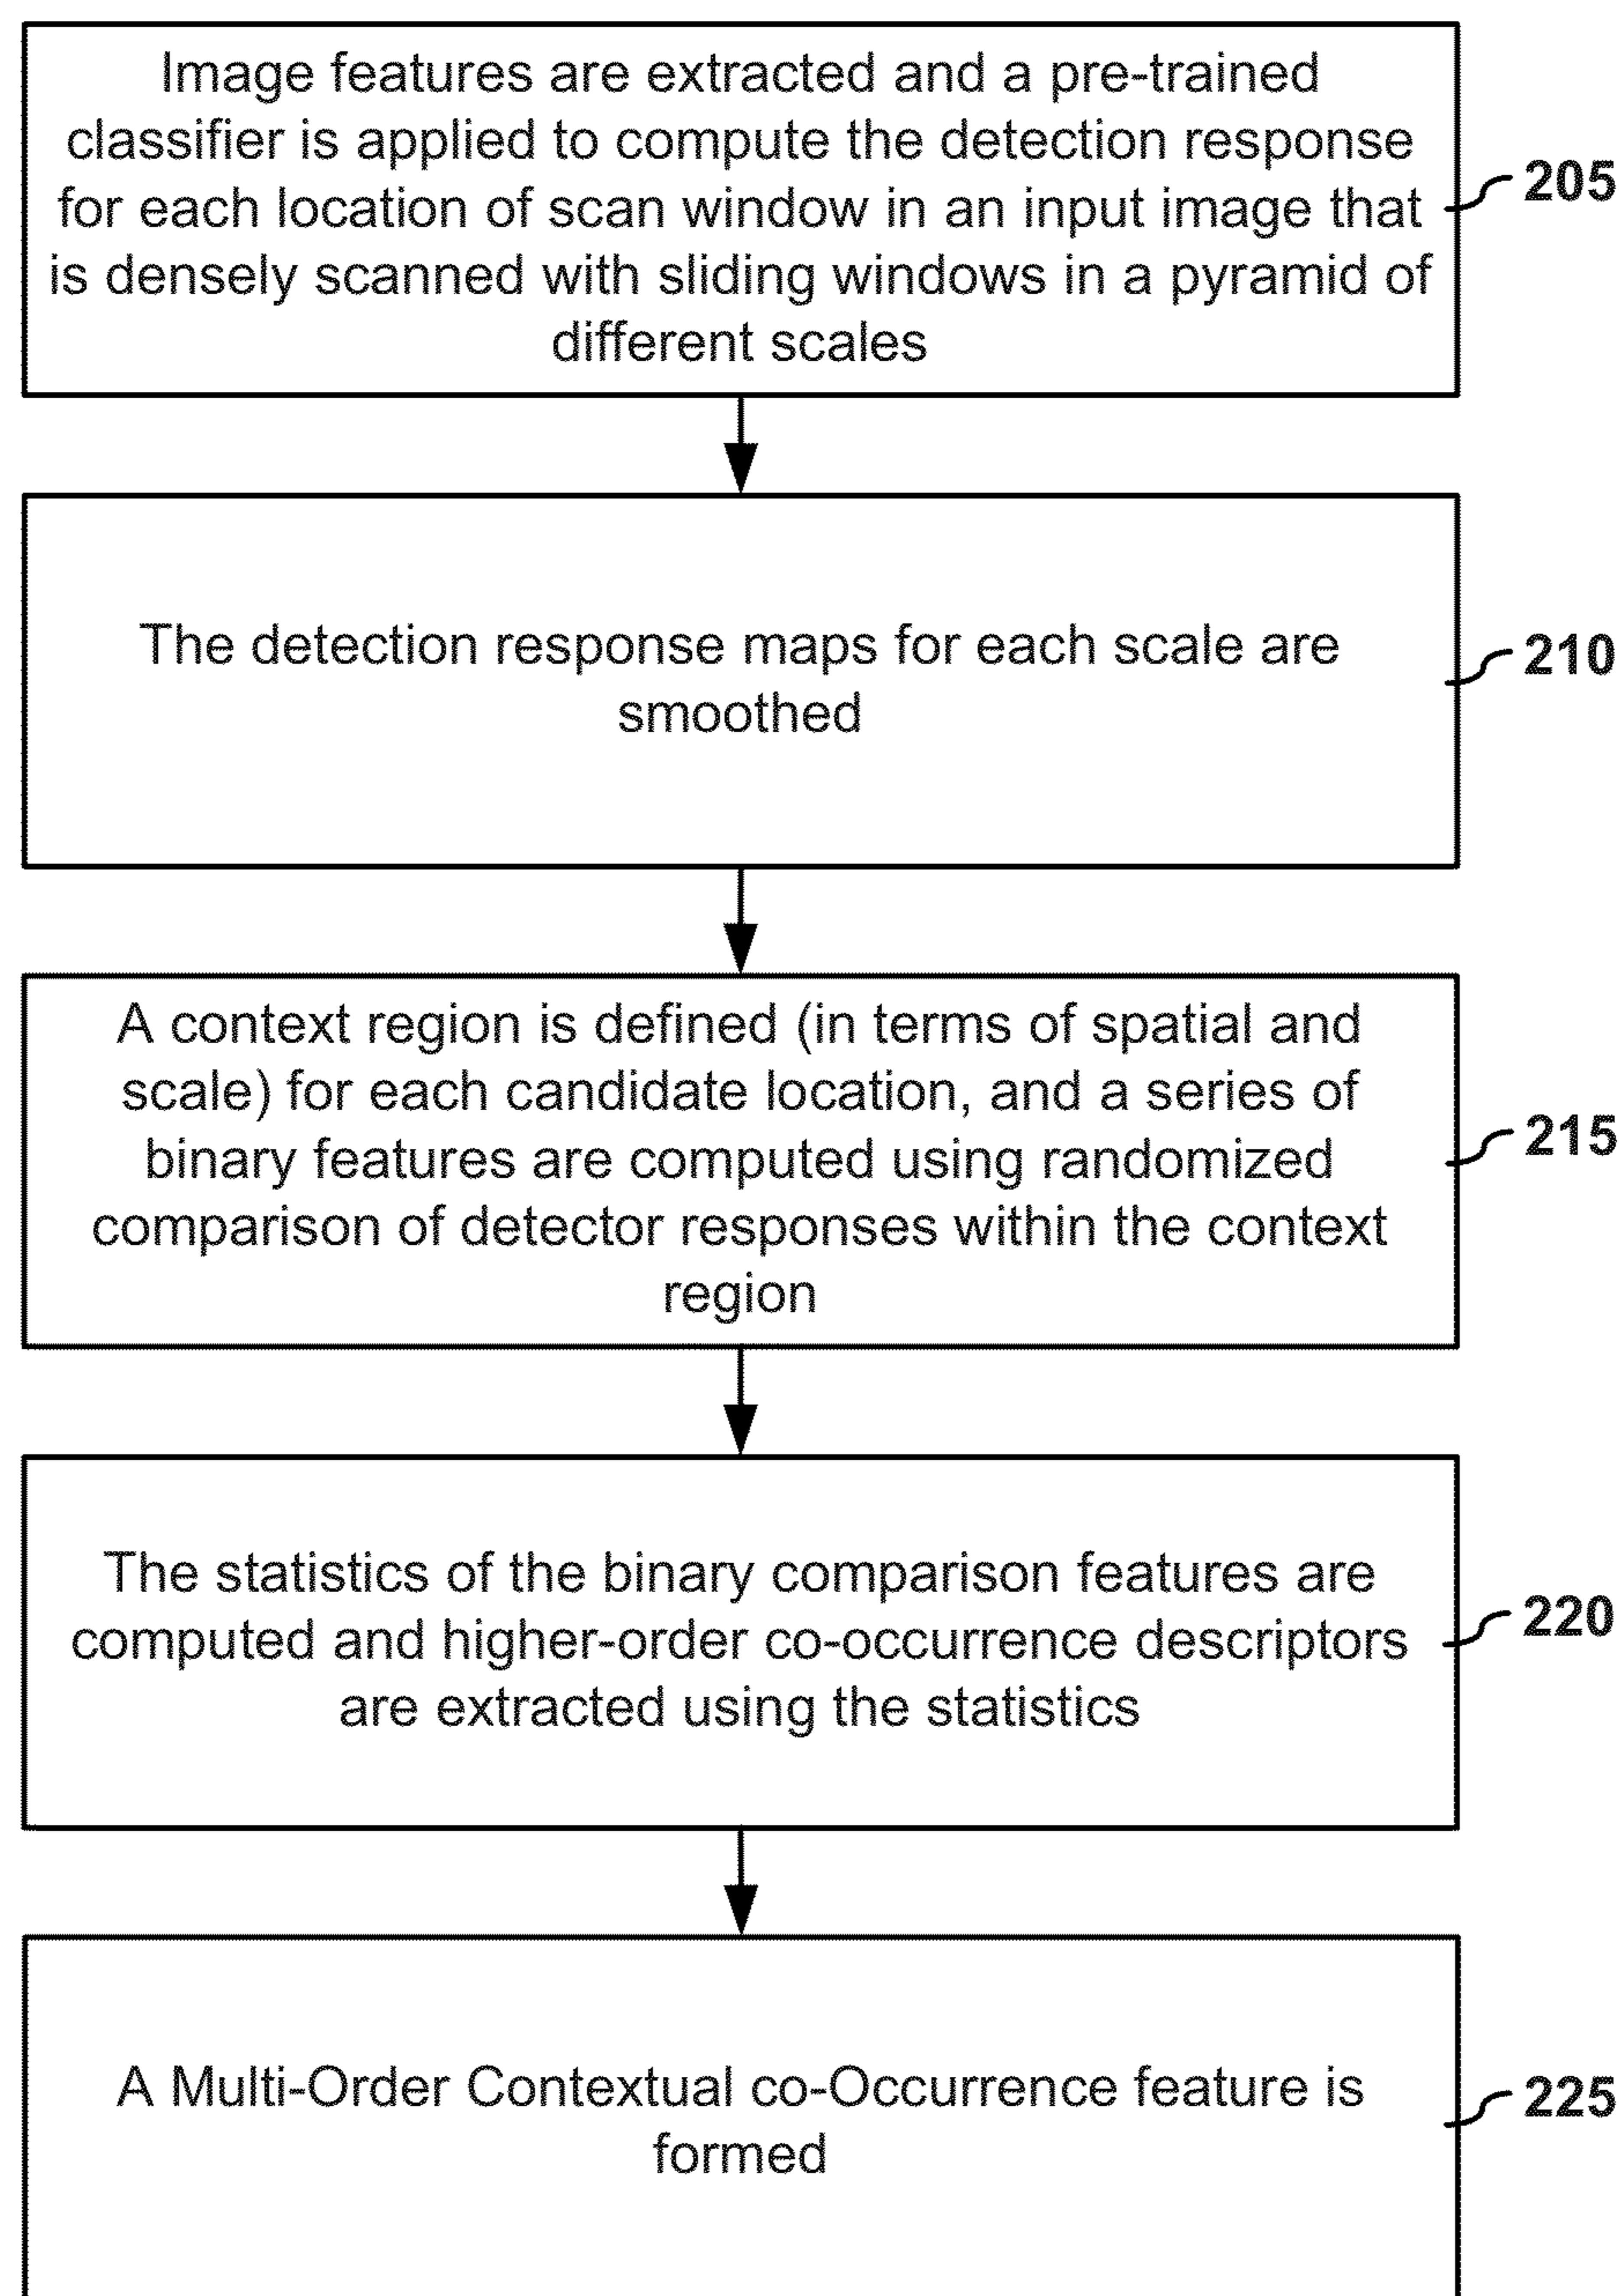 Image features are extracted and a pre-trained
classifier is applied to compute the detection response
for each location of scan window in an input image that
is densely scanned with sliding windows in a pyramid of
different scales
205
The detection response maps for each scale are
smoothed
210
A context region is defined (in terms of spatial and
scale) for each candidate location, and a series of
binary features are computed using randomized
comparison of detector responses within the context
region
215
The statistics of the binary comparison features are
computed and higher-order co-occurrence descriptors
are extracted using the statistics
220
A Multi-Order Contextual co-Occurrence feature is
formed
225